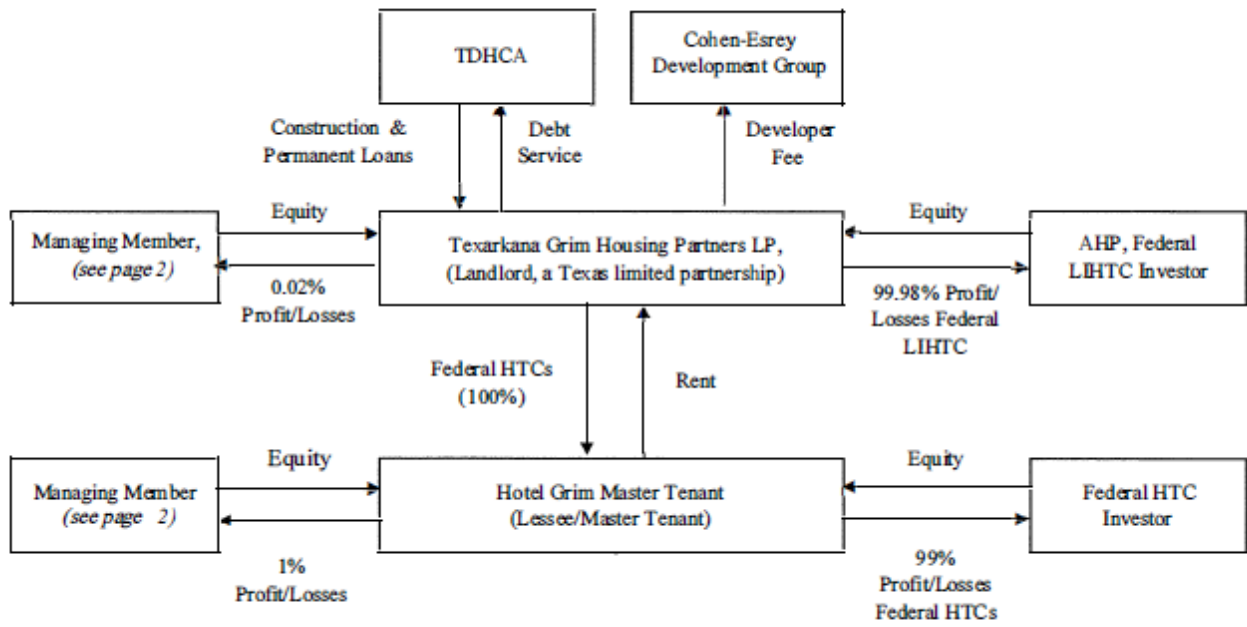 TDHCA
Cohen-Esrey
Development Group
Construction &
Permanent Loans
Debt
Service
Developer
Fee
Equity
Equity
Managing Member,
(see page 2)
Texarkana Grim Housing Partners LP,
(Landlord, a Texas limited partnership)
AHP, Federal
LIHTC Investor
0.02%
Profit/Losses
99.98% Profit/
Losses Federal
LIHTC
Federal HTCs
(100%)
Rent
Equity
Equity
Managing Member
(see page 2)
Hotel Grim Master Tenant
(Lessee/Master Tenant)
Federal HTC
Investor
1%
Profit/Losses
99%
Profit/Losses
Federal HTCs